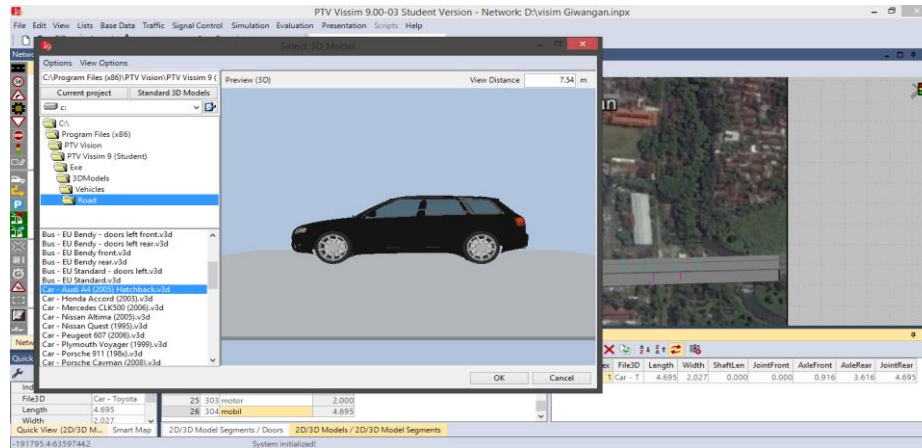 PTV Vissim 9.00-03 Student Version - Network: D:\visim Giwangan.inpx
File Edit View Lists Base Data Traffic Signal Control Simulation Evaluation Presentation Scripts Help
Select 3D Model
Options View Options
C:\Program Files (x86)\PTV Vision\PTV Vissim 9 (
Preview (3D)
View Distance 7.54 m
Current project Standard 3D Models
c:
C:\
Program Files (x86)
PTV Vision
PTV Vissim 9 (Student)
Exe
3DModels
Vehicles
Road
Bus - EU Bendy - doors left front.v3d
Bus - EU Bendy - doors left rear.v3d
Bus - EU Bendy front.v3d
Bus - EU Bendy rear.v3d
Bus - EU Standard - doors left.v3d
Bus - EU Standard.v3d
Car - Audi A4 (2005) Hatchback.v3d
Car - Honda Accord (2003).v3d
Car - Mercedes CLK500 (2006).v3d
Car - Nissan Altima (2005).v3d
Car - Nissan Quest (1995).v3d
Car - Peugeot 607 (2006).v3d
Car - Plymouth Voyager (1999).v3d
Car - Porsche 911 (198x).v3d
Car - Porsche Cayman (2008).v3d
OK Cancel
File3D Length Width ShaftLen JointFront AxleFront AxleRear JointRear
1 Car - T 4.695 2.027 0.000 0.000 0.916 3.616 4.695
File3D Car - Toyota
Length 4.695
Width 2.027
25 303 motor 2.000
26 304 mobil 4.695
Quick View (2D/3D M... Smart Map 2D/3D Model Segments / Doors 2D/3D Models / 2D/3D Model Segments
-191795.4:6359744.2 System initialized!